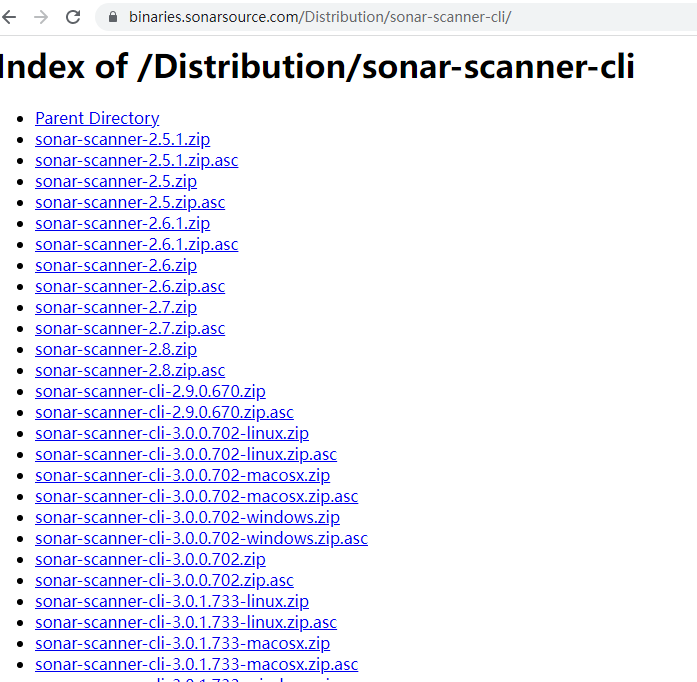 binaries.sonarsource.com/Distribution/sonar-scanner-cli/
Index of /Distribution/sonar-scanner-cli
Parent Directory
sonar-scanner-2.5.1.zip
sonar-scanner-2.5.1.zip.asc
sonar-scanner-2.5.zip
sonar-scanner-2.5.zip.asc
sonar-scanner-2.6.1.zip
sonar-scanner-2.6.1.zip.asc
sonar-scanner-2.6.zip
sonar-scanner-2.6.zip.asc
sonar-scanner-2.7.zip
sonar-scanner-2.7.zip.asc
sonar-scanner-2.8.zip
sonar-scanner-2.8.zip.asc
sonar-scanner-cli-2.9.0.670.zip
sonar-scanner-cli-2.9.0.670.zip.asc
sonar-scanner-cli-3.0.0.702-linux.zip
sonar-scanner-cli-3.0.0.702-linux.zip.asc
sonar-scanner-cli-3.0.0.702-macosx.zip
sonar-scanner-cli-3.0.0.702-macosx.zip.asc
sonar-scanner-cli-3.0.0.702-windows.zip
sonar-scanner-cli-3.0.0.702-windows.zip.asc
sonar-scanner-cli-3.0.0.702.zip
sonar-scanner-cli-3.0.0.702.zip.asc
sonar-scanner-cli-3.0.1.733-linux.zip
sonar-scanner-cli-3.0.1.733-linux.zip.asc
sonar-scanner-cli-3.0.1.733-macosx.zip
sonar-scanner-cli-3.0.1.733-macosx.zip.asc